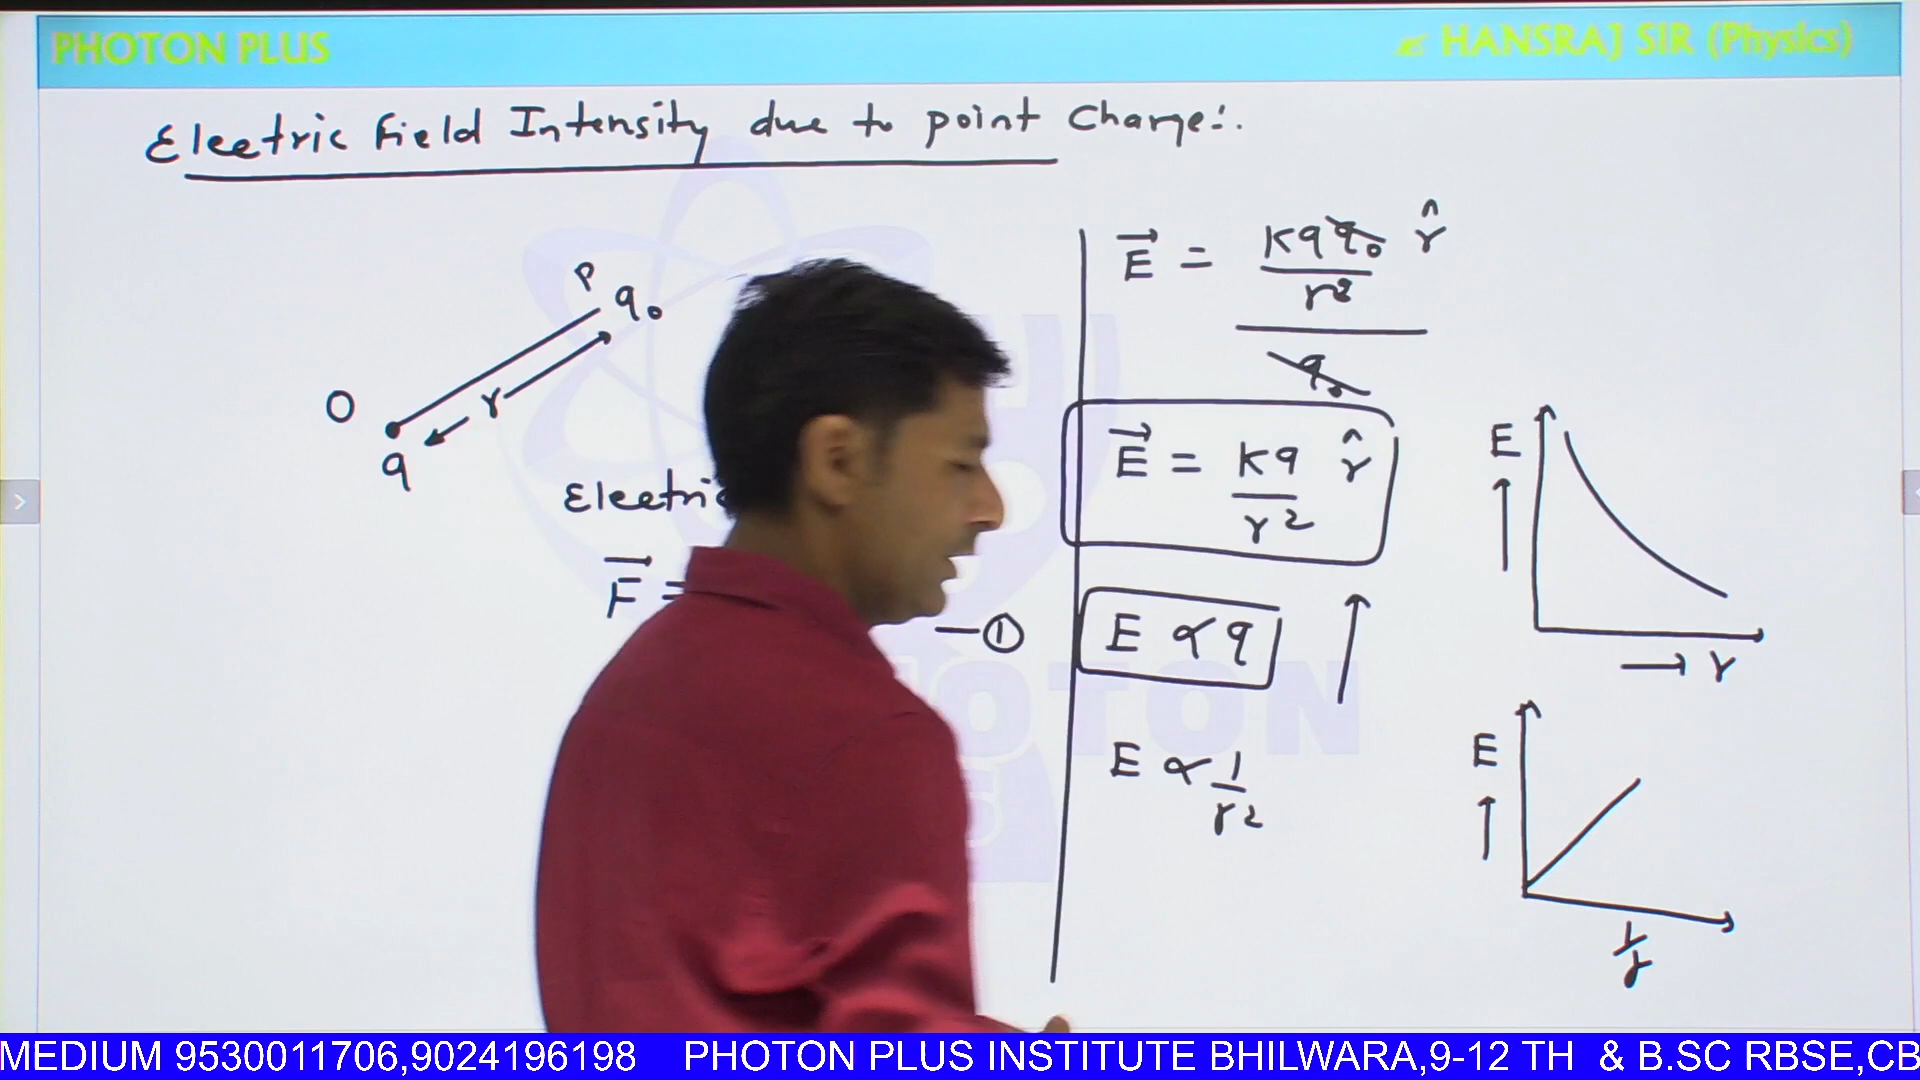 PHOTON PLUS
HANSRAJ SIR (Physics)
Electric Field Intensity due to point Charge:.
P
q₀
O
r
q
Electric
F⃗ =
—①
E⃗ = kqq₀ r̂
r²
q₀
E⃗ = kq r̂
r²
E ∝ q
E ∝ 1
r²
E
→ r
E
1/r
MEDIUM 9530011706,9024196198 PHOTON PLUS INSTITUTE BHILWARA,9-12 TH & B.SC RBSE,CB